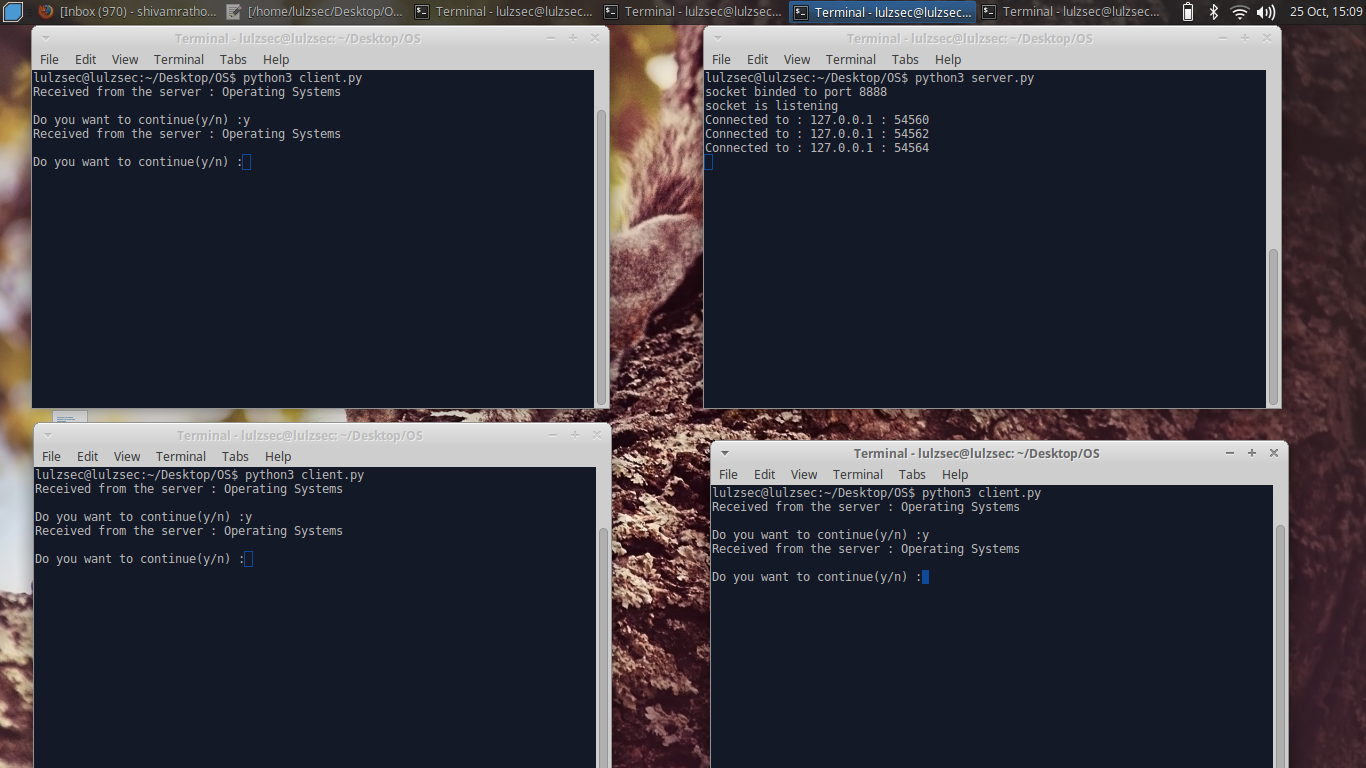 [Inbox (970) - shivamratho... [/home/lulzsec/Desktop/O... Terminal - lulzsec@lulzsec... Terminal - lulzsec@lulzsec... Terminal - lulzsec@lulzsec... Terminal - lulzsec@lulzsec... 25 Oct, 15:09
Terminal - lulzsec@lulzsec: ~/Desktop/OS
File Edit View Terminal Tabs Help
lulzsec@lulzsec:~/Desktop/OS$ python3 client.py
Received from the server : Operating Systems
Do you want to continue(y/n) :y
Received from the server : Operating Systems
Do you want to continue(y/n) :
Terminal - lulzsec@lulzsec: ~/Desktop/OS
File Edit View Terminal Tabs Help
lulzsec@lulzsec:~/Desktop/OS$ python3 server.py
socket binded to port 8888
socket is listening
Connected to : 127.0.0.1 : 54560
Connected to : 127.0.0.1 : 54562
Connected to : 127.0.0.1 : 54564
Terminal - lulzsec@lulzsec: ~/Desktop/OS
File Edit View Terminal Tabs Help
lulzsec@lulzsec:~/Desktop/OS$ python3 client.py
Received from the server : Operating Systems
Do you want to continue(y/n) :y
Received from the server : Operating Systems
Do you want to continue(y/n) :
Terminal - lulzsec@lulzsec: ~/Desktop/OS
File Edit View Terminal Tabs Help
lulzsec@lulzsec:~/Desktop/OS$ python3 client.py
Received from the server : Operating Systems
Do you want to continue(y/n) :y
Received from the server : Operating Systems
Do you want to continue(y/n) :